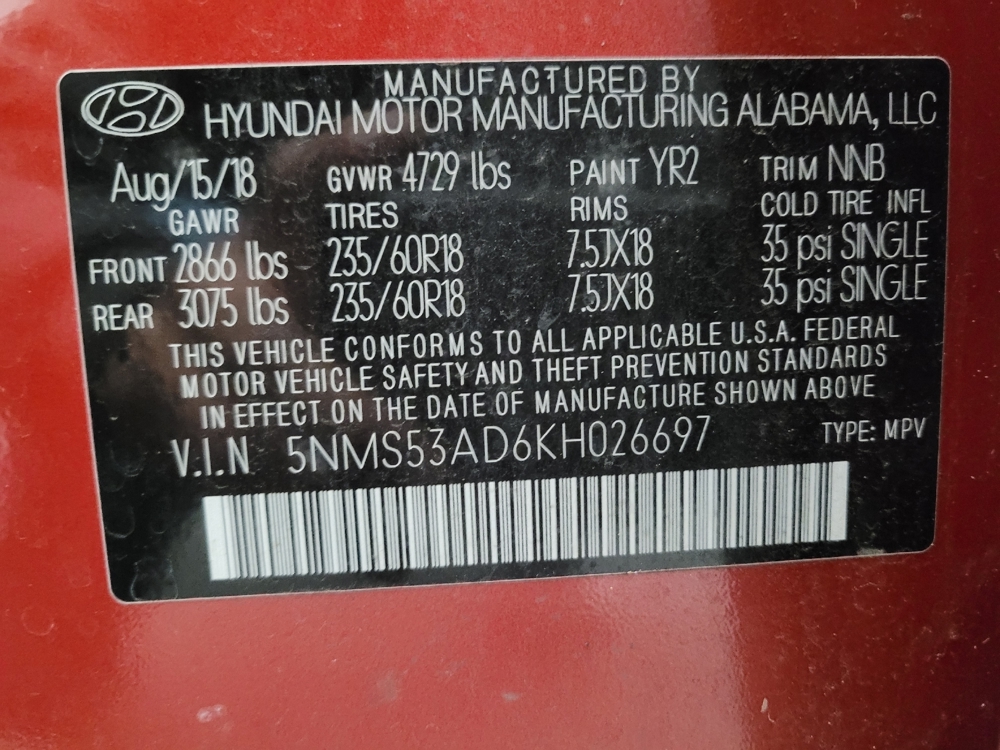 MANUFACTURED BY
HYUNDAI MOTOR MANUFACTURING ALABAMA, LLC
Aug/15/18 GVWR 4729 lbs PAINT YR2 TRIM NNB
GAWR TIRES RIMS COLD TIRE INFL
FRONT 2866 lbs 235/60R18 7.5JX18 35 psi SINGLE
REAR 3075 lbs 235/60R18 7.5JX18 35 psi SINGLE
THIS VEHICLE CONFORMS TO ALL APPLICABLE U.S.A. FEDERAL
MOTOR VEHICLE SAFETY AND THEFT PREVENTION STANDARDS
IN EFFECT ON THE DATE OF MANUFACTURE SHOWN ABOVE
V.I.N 5NMS53AD6KH026697 TYPE: MPV